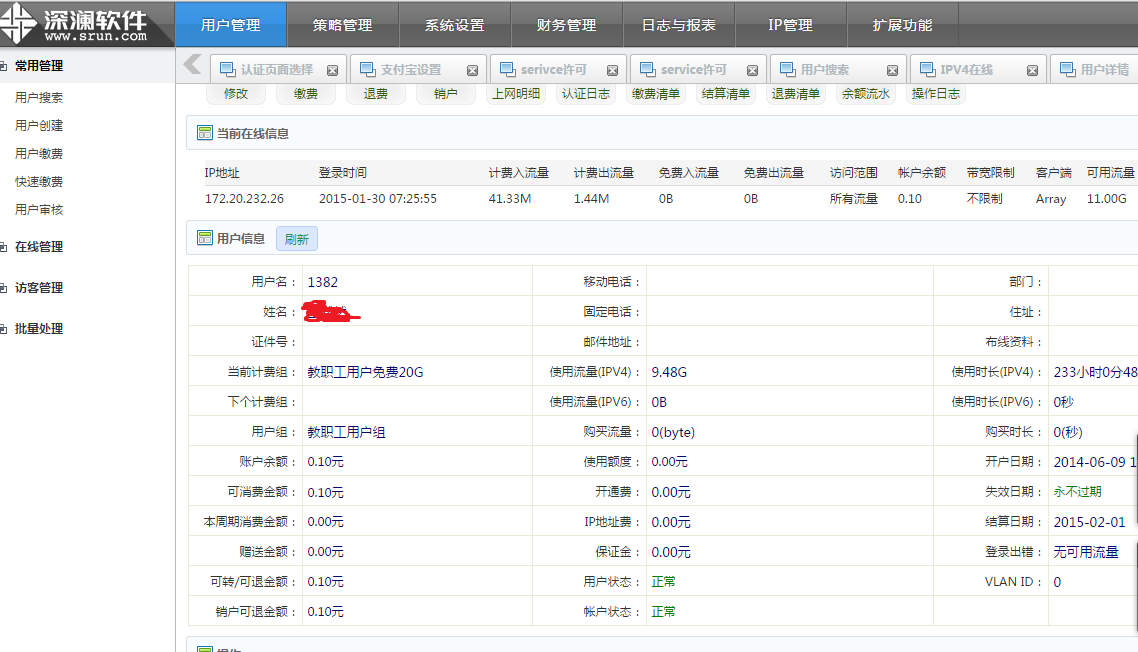 深澜软件
www.srun.com
用户管理 策略管理 系统设置 财务管理 日志与报表 IP管理 扩展功能
常用管理
用户搜索
用户创建
用户缴费
快速缴费
用户审核
在线管理
访客管理
批量处理
认证页面选择 支付宝设置 serivce许可 service许可 用户搜索 IPV4在线 用户详情
修改 缴费 退费 销户 上网明细 认证日志 缴费清单 结算清单 退费清单 余额流水 操作日志
当前在线信息
IP地址 登录时间 计费入流量 计费出流量 免费入流量 免费出流量 访问范围 帐户余额 带宽限制 客户端 可用流量
172.20.232.26 2015-01-30 07:25:55 41.33M 1.44M 0B 0B 所有流量 0.10 不限制 Array 11.00G
用户信息 刷新
用户名： 1382 移动电话： 部门：
姓名： 固定电话： 住址：
证件号： 邮件地址： 布线资料：
当前计费组： 教职工用户免费20G 使用流量(IPV4)： 9.48G 使用时长(IPV4)： 233小时0分48
下个计费组： 使用流量(IPV6)： 0B 使用时长(IPV6)： 0秒
用户组： 教职工用户组 购买流量： 0(byte) 购买时长： 0(秒)
账户余额： 0.10元 使用额度： 0.00元 开户日期： 2014-06-09 1
可消费金额： 0.10元 开通费： 0.00元 失效日期： 永不过期
本周期消费金额： 0.00元 IP地址费： 0.00元 结算日期： 2015-02-01
赠送金额： 0.00元 保证金： 0.00元 登录出错： 无可用流量
可转/可退金额： 0.10元 用户状态： 正常 VLAN ID： 0
销户可退金额： 0.10元 帐户状态： 正常